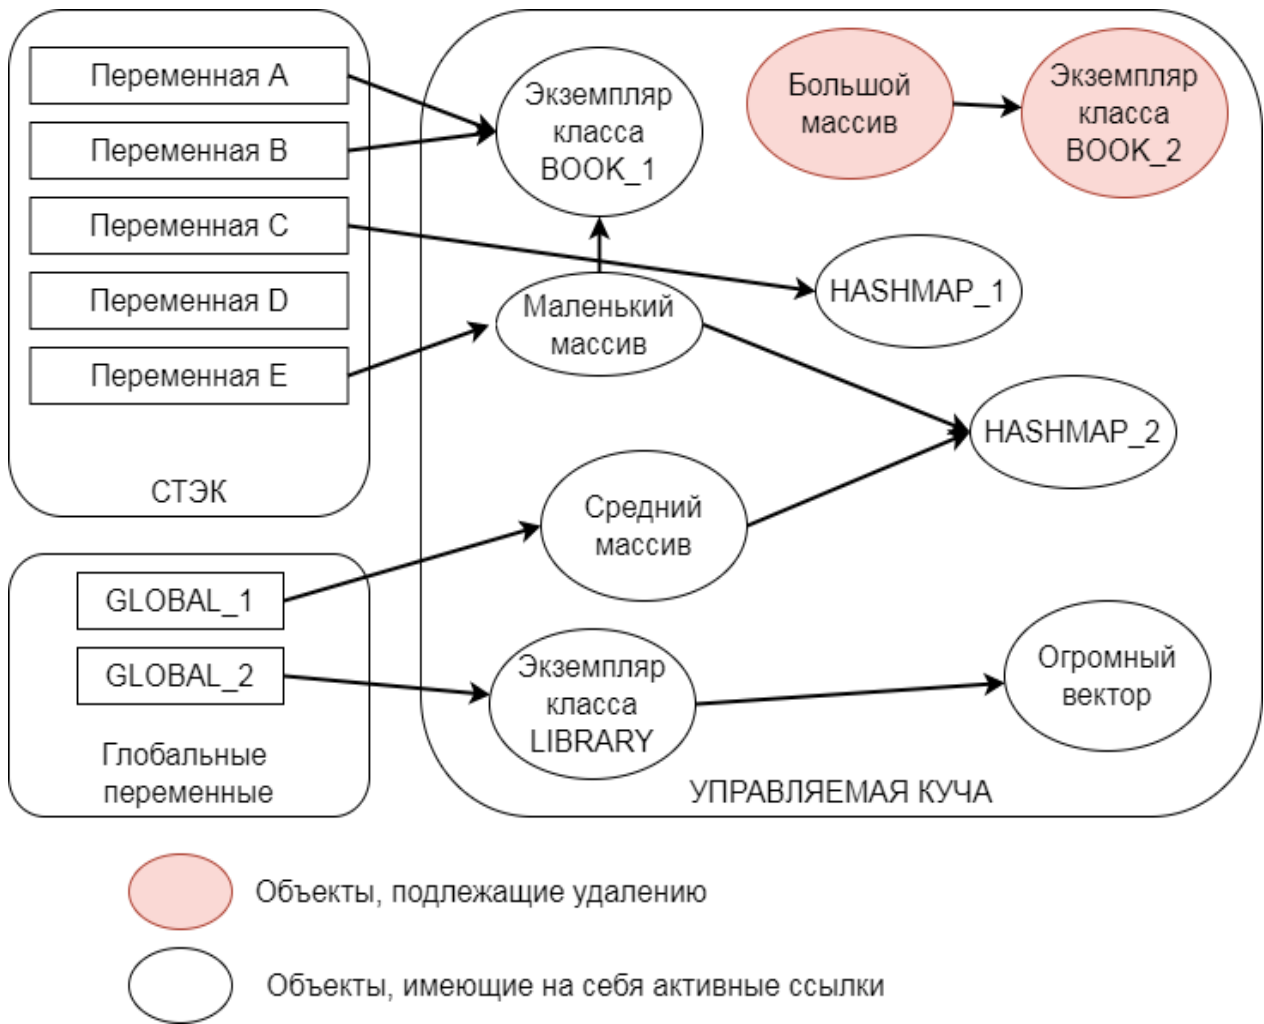 Переменная A
Переменная B
Переменная C
Переменная D
Переменная E
СТЭК
GLOBAL_1
GLOBAL_2
Глобальные
переменные
Экземпляр
класса
BOOK_1
Большой
массив
Экземпляр
класса
BOOK_2
HASHMAP_1
Маленький
массив
HASHMAP_2
Средний
массив
Экземпляр
класса
LIBRARY
Огромный
вектор
УПРАВЛЯЕМАЯ КУЧА
Объекты, подлежащие удалению
Объекты, имеющие на себя активные ссылки